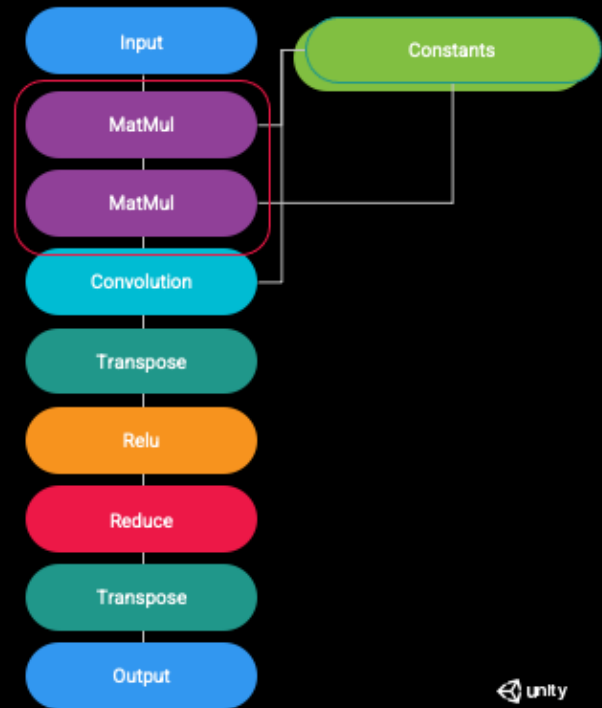 Input
Constants
MatMul
MatMul
Convolution
Transpose
Relu
Reduce
Transpose
Output
unity